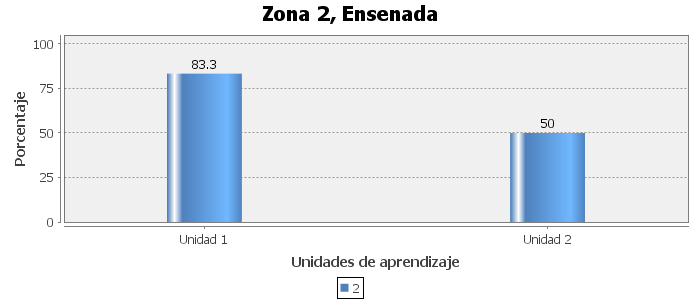 Zona 2, Ensenada
Porcentaje
100
75
50
25
0
83.3
50
Unidad 1
Unidad 2
Unidades de aprendizaje
2